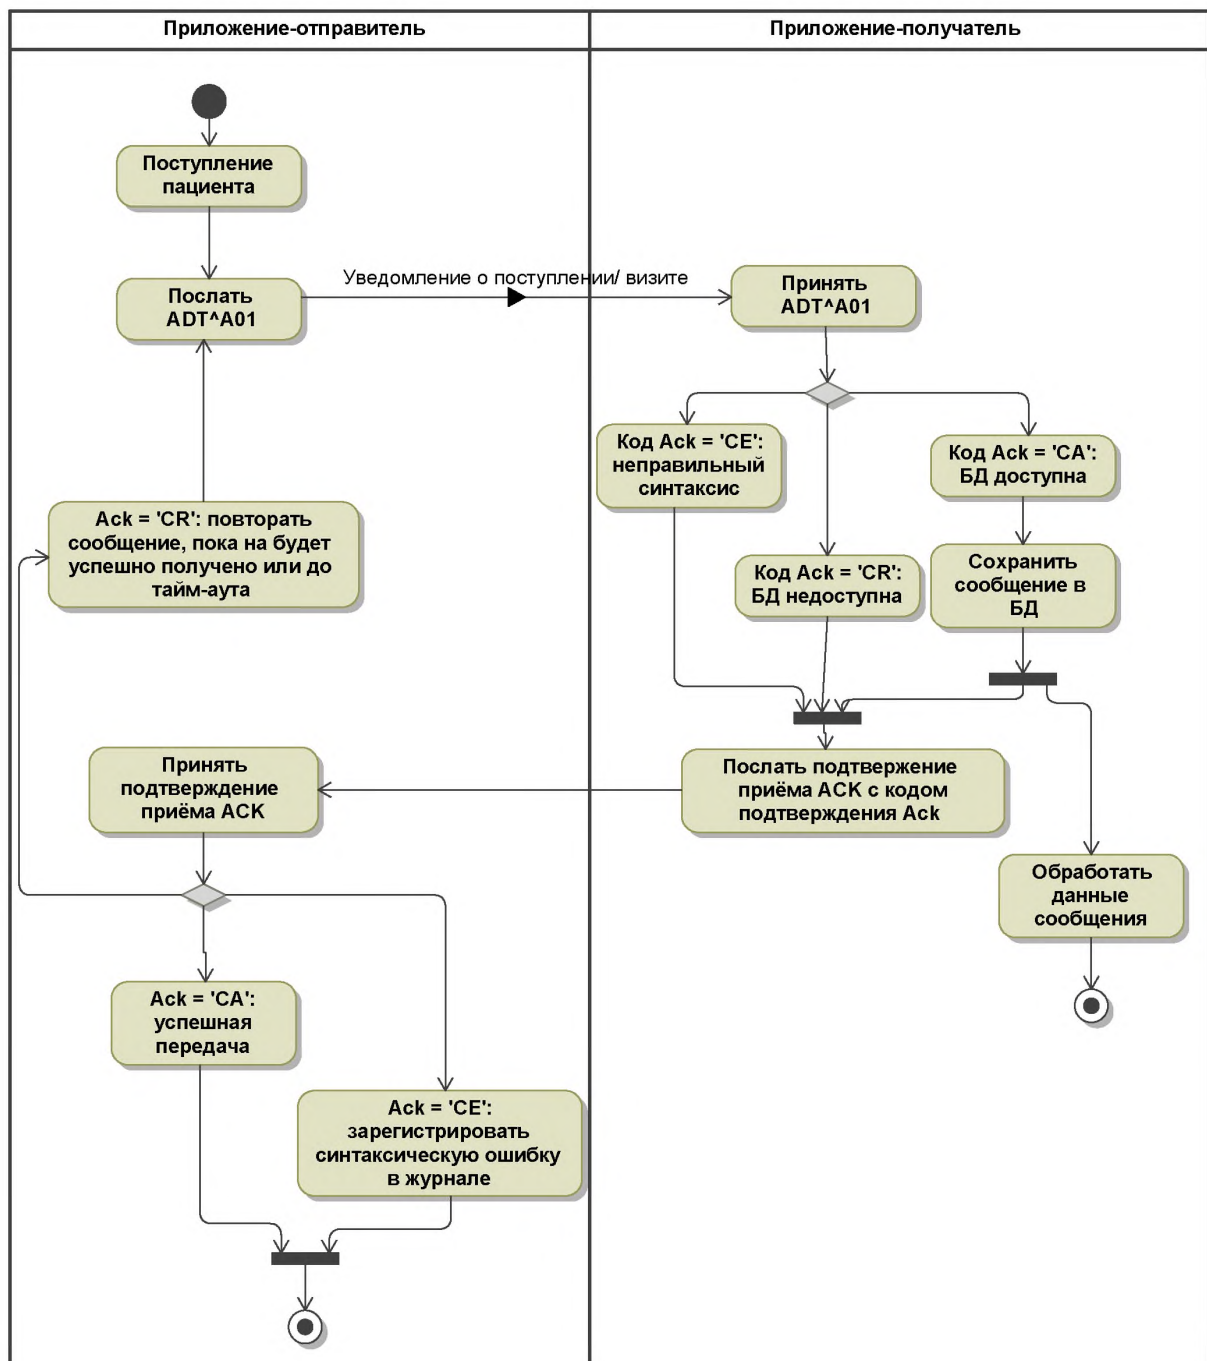 Приложение-отправитель
Приложение-получатель
Поступление
пациента
Послать
ADT^A01
Уведомление о поступлении/ визите
Принять
ADT^A01
Код Ack = 'CE':
неправильный
синтаксис
Код Ack = 'CA':
БД доступна
Ack = 'CR': повторать
сообщение, пока на будет
успешно получено или до
тайм-аута
Код Ack = 'CR':
БД недоступна
Сохранить
сообщение в
БД
Принять
подтверждение
приёма ACK
Послать подтвержение
приёма ACK с кодом
подтверждения Ack
Обработать
данные
сообщения
Ack = 'CA':
успешная
передача
Ack = 'CE':
зарегистрировать
синтаксическую ошибку
в журнале